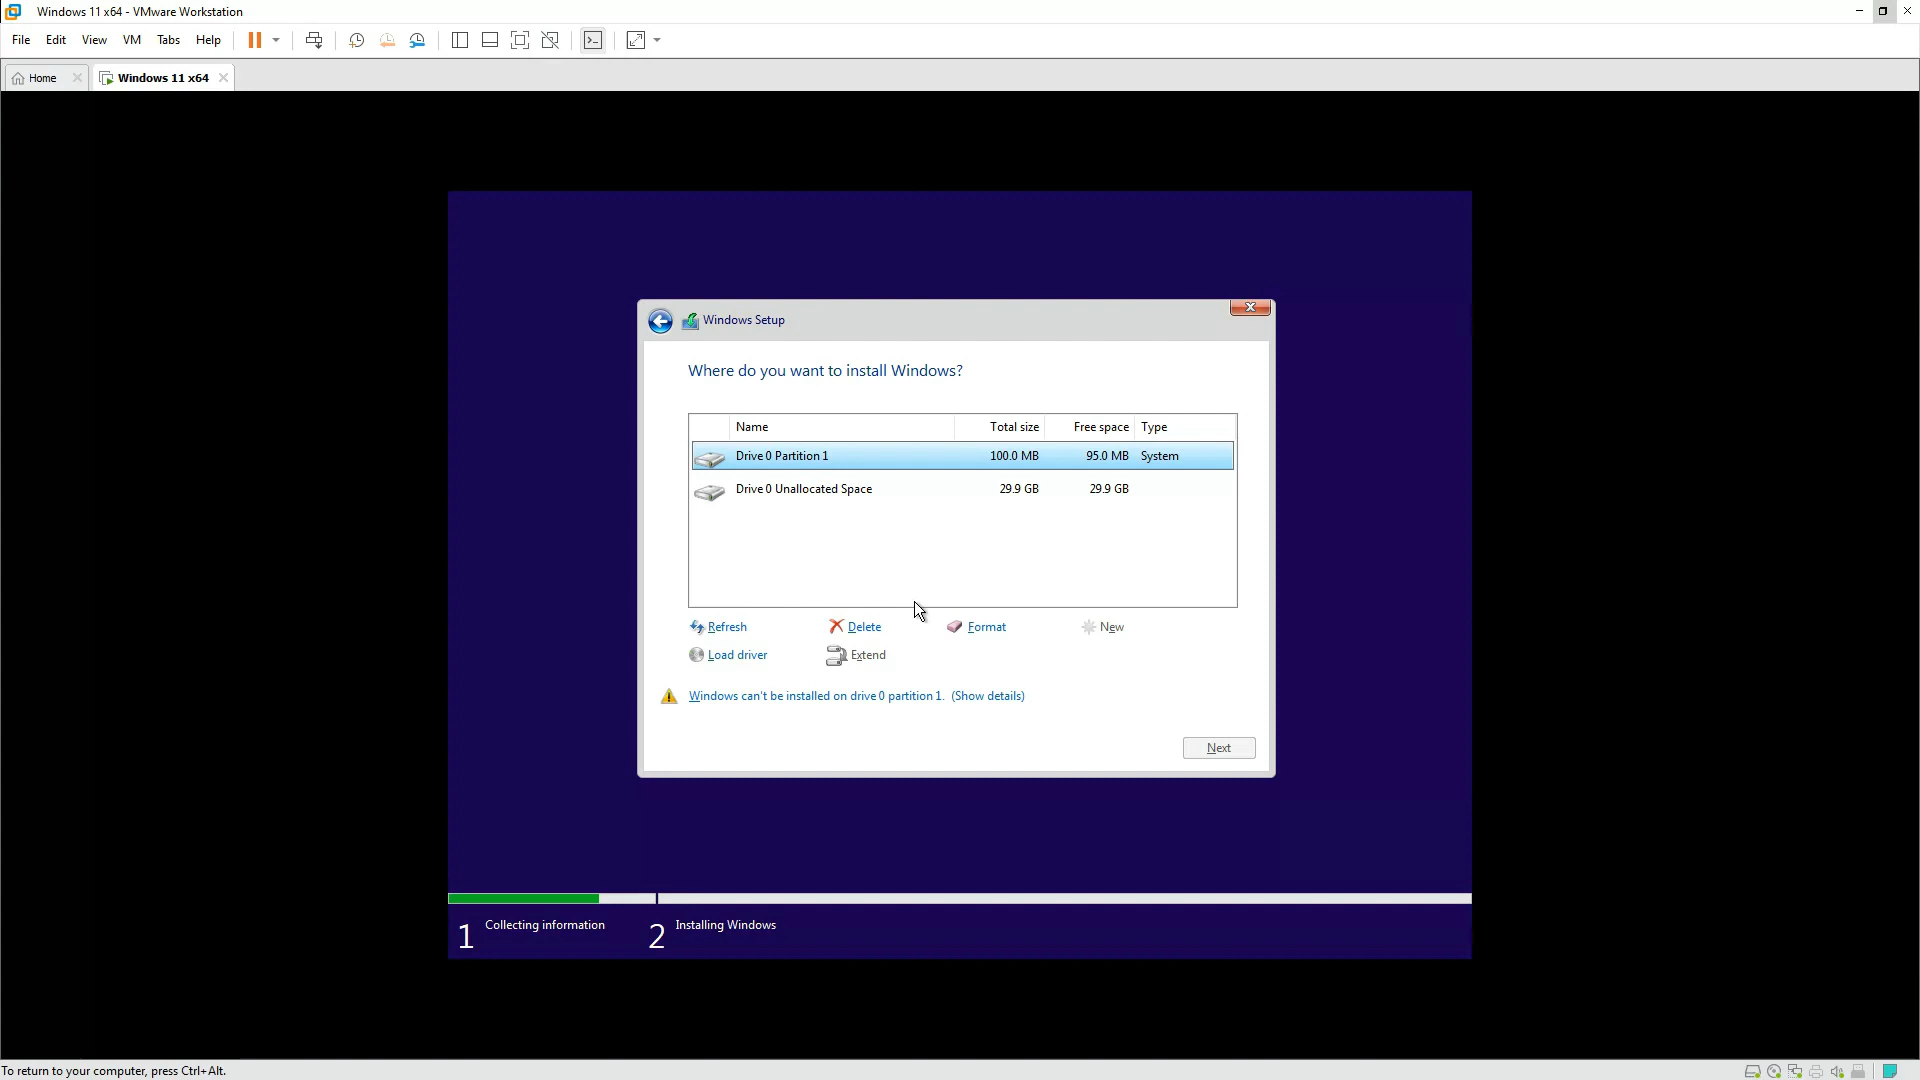 Windows 11 x64 - VMware Workstation
File Edit View VM Tabs Help
Home Windows 11 x64
Windows Setup
Where do you want to install Windows?
Name Total size Free space Type
Drive 0 Partition 1 100.0 MB 95.0 MB System
Drive 0 Unallocated Space 29.9 GB 29.9 GB
Refresh Delete Format New
Load driver Extend
Windows can't be installed on drive 0 partition 1. (Show details)
Next
1 Collecting information 2 Installing Windows
To return to your computer, press Ctrl+Alt.